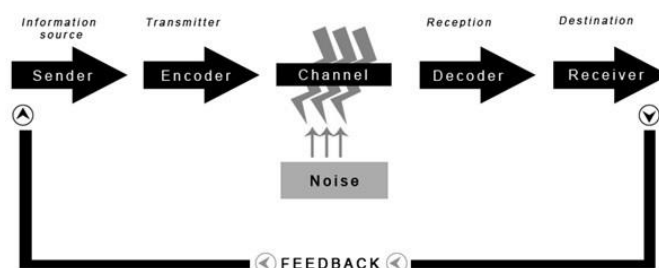 Information
source
Transmitter
Reception
Destination
Sender
Encoder
Channel
Decoder
Receiver
Noise
FEEDBACK